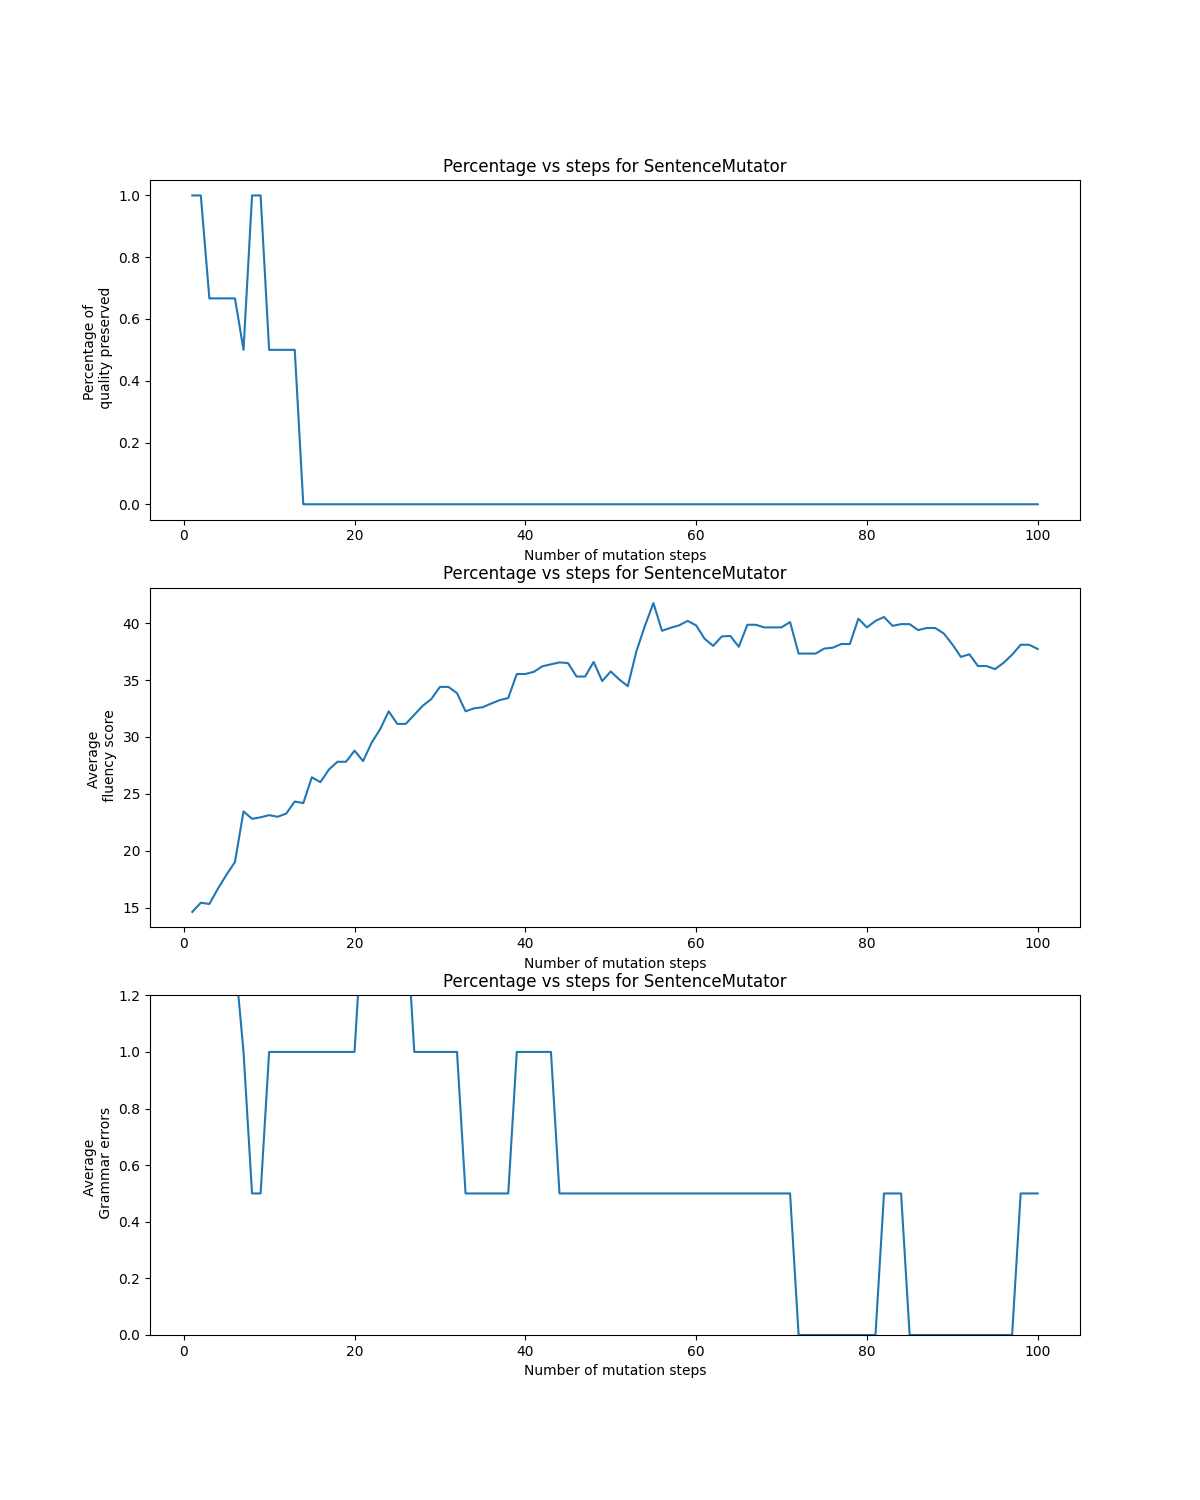 Percentage vs steps for SentenceMutator
Percentage of
quality preserved
1.0
0.8
0.6
0.4
0.2
0.0
0 20 40 60 80 100
Number of mutation steps
Percentage vs steps for SentenceMutator
Average
fluency score
40
35
30
25
20
15
0 20 40 60 80 100
Number of mutation steps
Percentage vs steps for SentenceMutator
Average
Grammar errors
1.2
1.0
0.8
0.6
0.4
0.2
0.0
0 20 40 60 80 100
Number of mutation steps